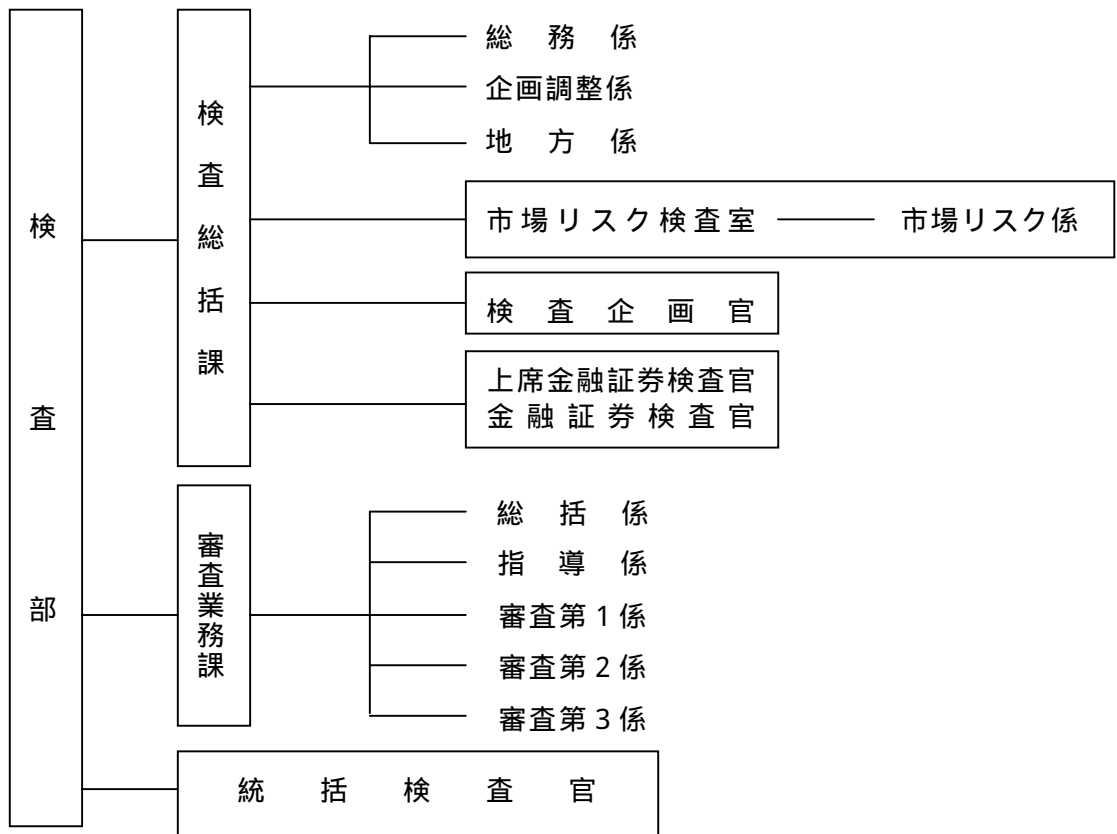 検査部
検査総括課
総務係
企画調整係
地方係
市場リスク検査室
市場リスク係
検査企画官
上席金融証券検査官
金融証券検査官
審査業務課
総括係
指導係
審査第1係
審査第2係
審査第3係
統括検査官